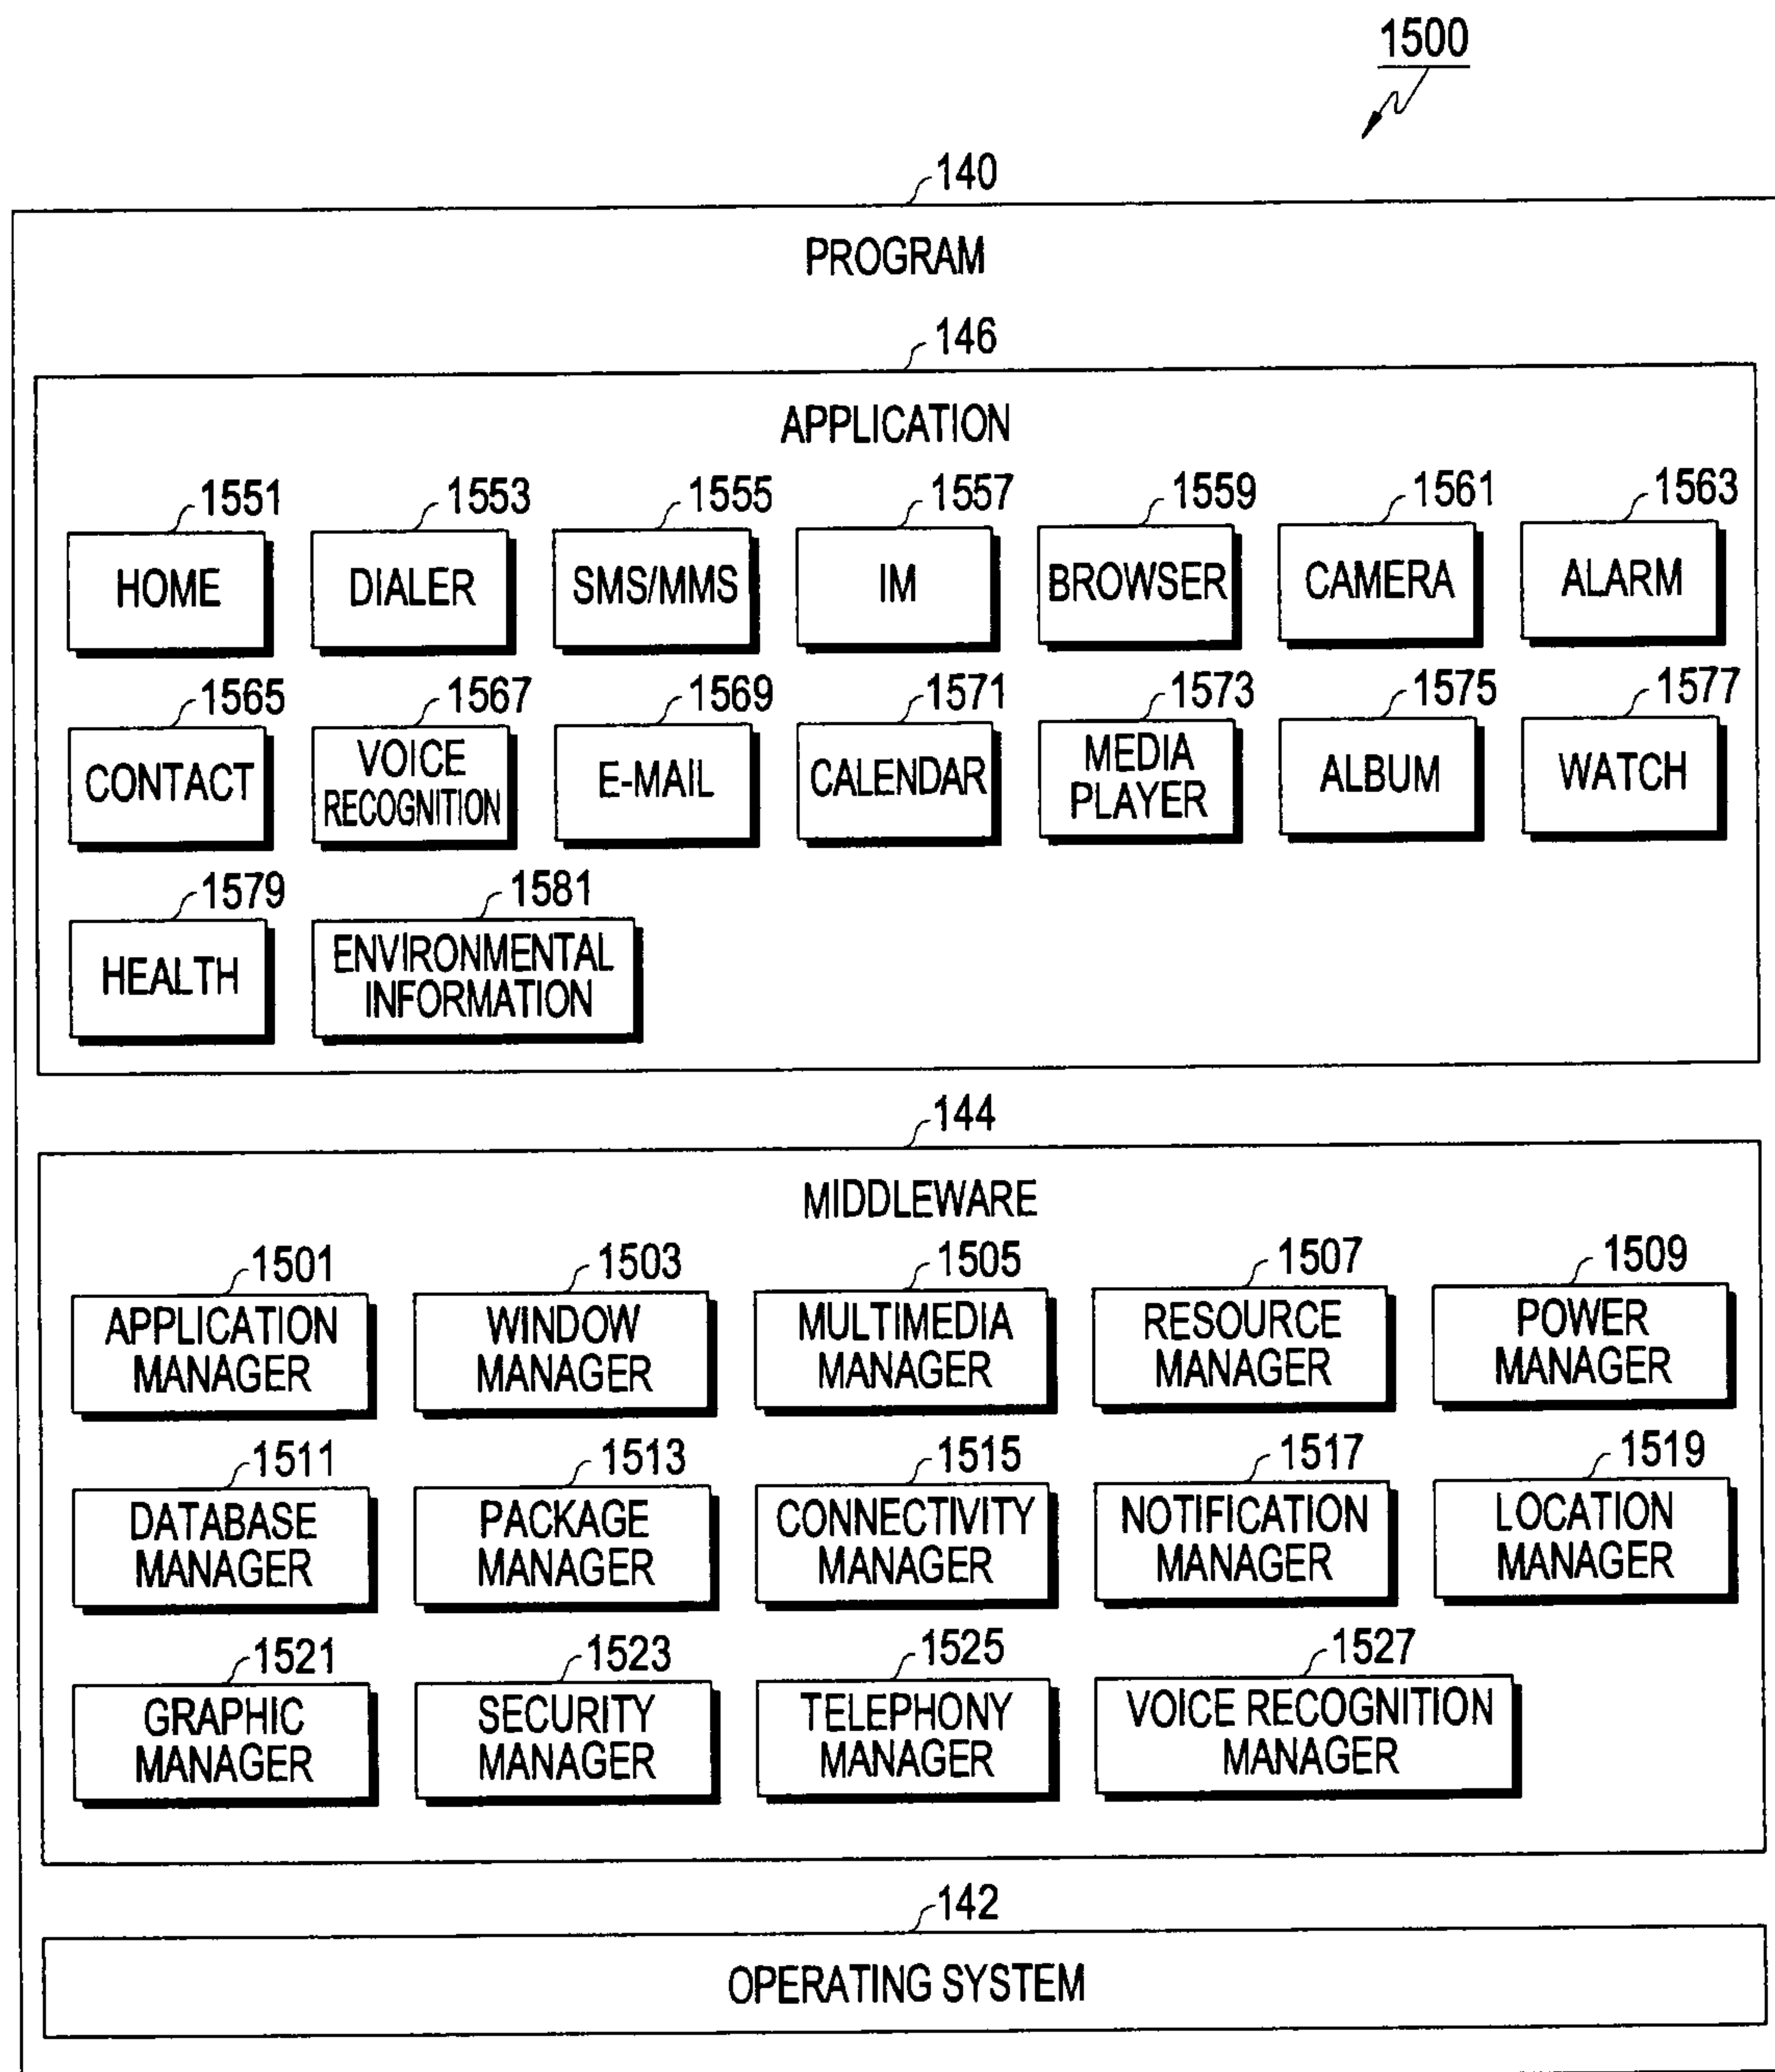 1500
140
PROGRAM
146
APPLICATION
1551 1553 1555 1557 1559 1561 1563
HOME DIALER SMS/MMS IM BROWSER CAMERA ALARM
1565 1567 1569 1571 1573 1575 1577
CONTACT VOICE RECOGNITION E-MAIL CALENDAR MEDIA PLAYER ALBUM WATCH
1579 1581
HEALTH ENVIRONMENTAL INFORMATION
144
MIDDLEWARE
1501 1503 1505 1507 1509
APPLICATION MANAGER WINDOW MANAGER MULTIMEDIA MANAGER RESOURCE MANAGER POWER MANAGER
1511 1513 1515 1517 1519
DATABASE MANAGER PACKAGE MANAGER CONNECTIVITY MANAGER NOTIFICATION MANAGER LOCATION MANAGER
1521 1523 1525 1527
GRAPHIC MANAGER SECURITY MANAGER TELEPHONY MANAGER VOICE RECOGNITION MANAGER
142
OPERATING SYSTEM